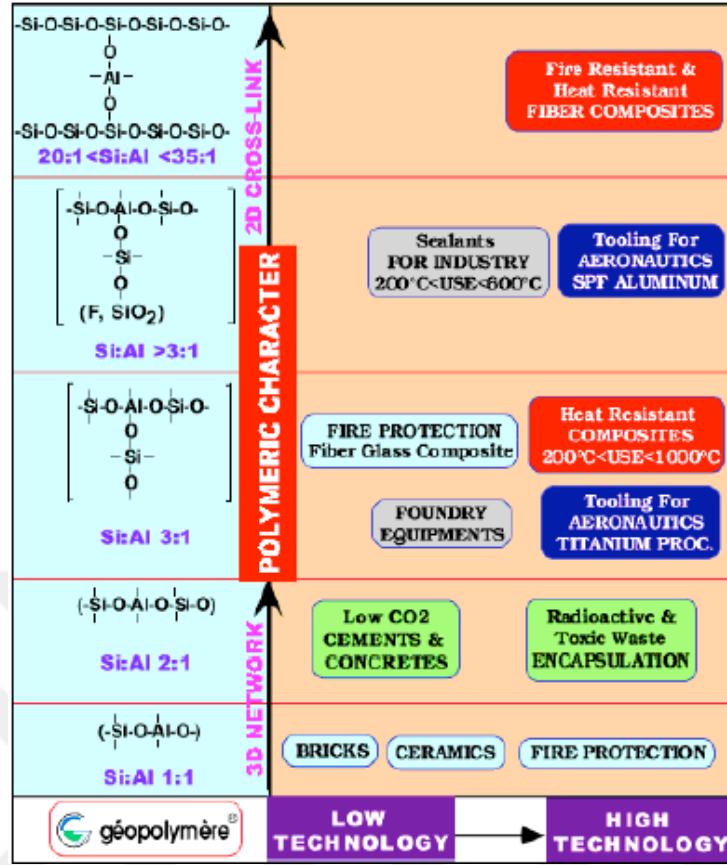 -Si-O-Si-O-Si-O-Si-O-Si-O-
O
-Al-
O
-Si-O-Si-O-Si-O-Si-O-Si-O-
20:1<Si:Al <35:1
2D CROSS-LINK
Fire Resistant &
Heat Resistant
FIBER COMPOSITES
-Si-O-Al-O-Si-O-
O
-Si-
O
(F, SiO₂)
Si:Al >3:1
Sealants
FOR INDUSTRY
200°C<USE<600°C
Tooling For
AERONAUTICS
SPF ALUMINUM
POLYMERIC CHARACTER
-Si-O-Al-O-Si-O-
O
-Si-
O
Si:Al 3:1
FIRE PROTECTION
Fiber Glass Composite
Heat Resistant
COMPOSITES
200°C<USE<1000°C
FOUNDRY
EQUIPMENTS
Tooling For
AERONAUTICS
TITANIUM PROC.
3D NETWORK
(-Si-O-Al-O-Si-O)
Si:Al 2:1
Low CO2
CEMENTS &
CONCRETES
Radioactive &
Toxic Waste
ENCAPSULATION
(-Si-O-Al-O-)
Si:Al 1:1
BRICKS
CERAMICS
FIRE PROTECTION
géopolymère®
LOW
TECHNOLOGY
HIGH
TECHNOLOGY